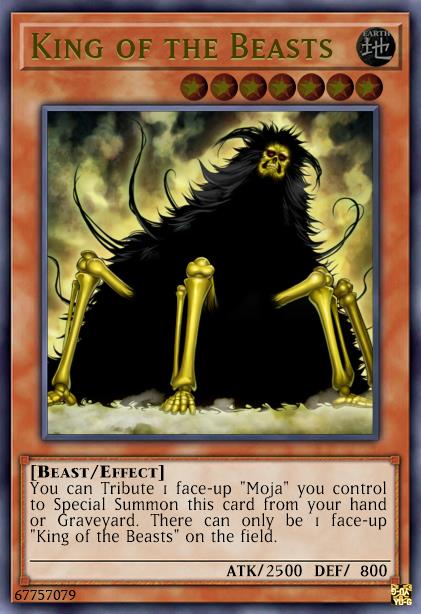 KING OF THE BEASTS
EARTH
地
[BEAST/EFFECT]
You can Tribute 1 face-up "Moja" you control
to Special Summon this card from your hand
or Graveyard. There can only be 1 face-up
"King of the Beasts" on the field.
ATK/2500 DEF/ 800
67757079